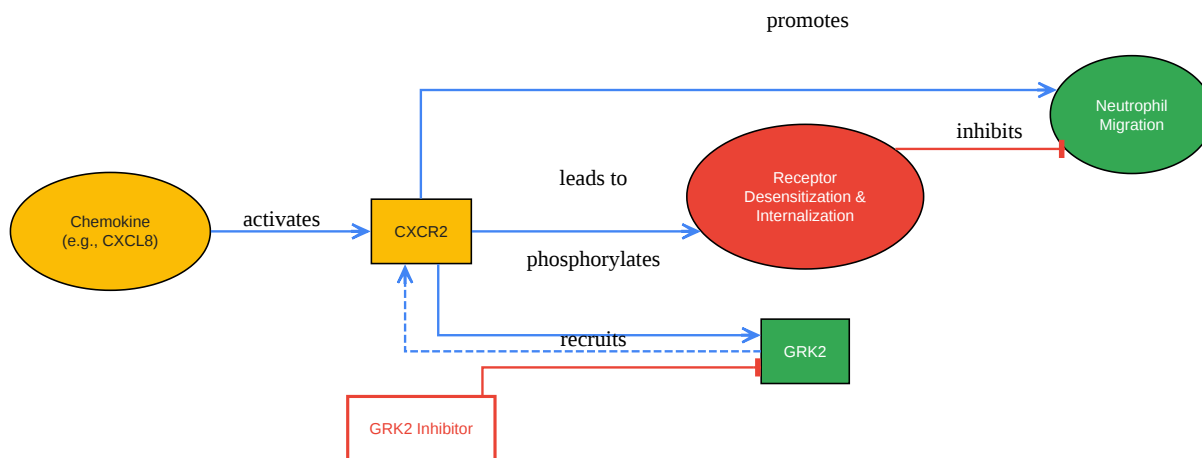 promotes
Neutrophil
Migration
inhibits
Receptor
Desensitization &
Internalization
leads to
Chemokine
(e.g., CXCL8)
activates
CXCR2
phosphorylates
recruits
GRK2
GRK2 Inhibitor